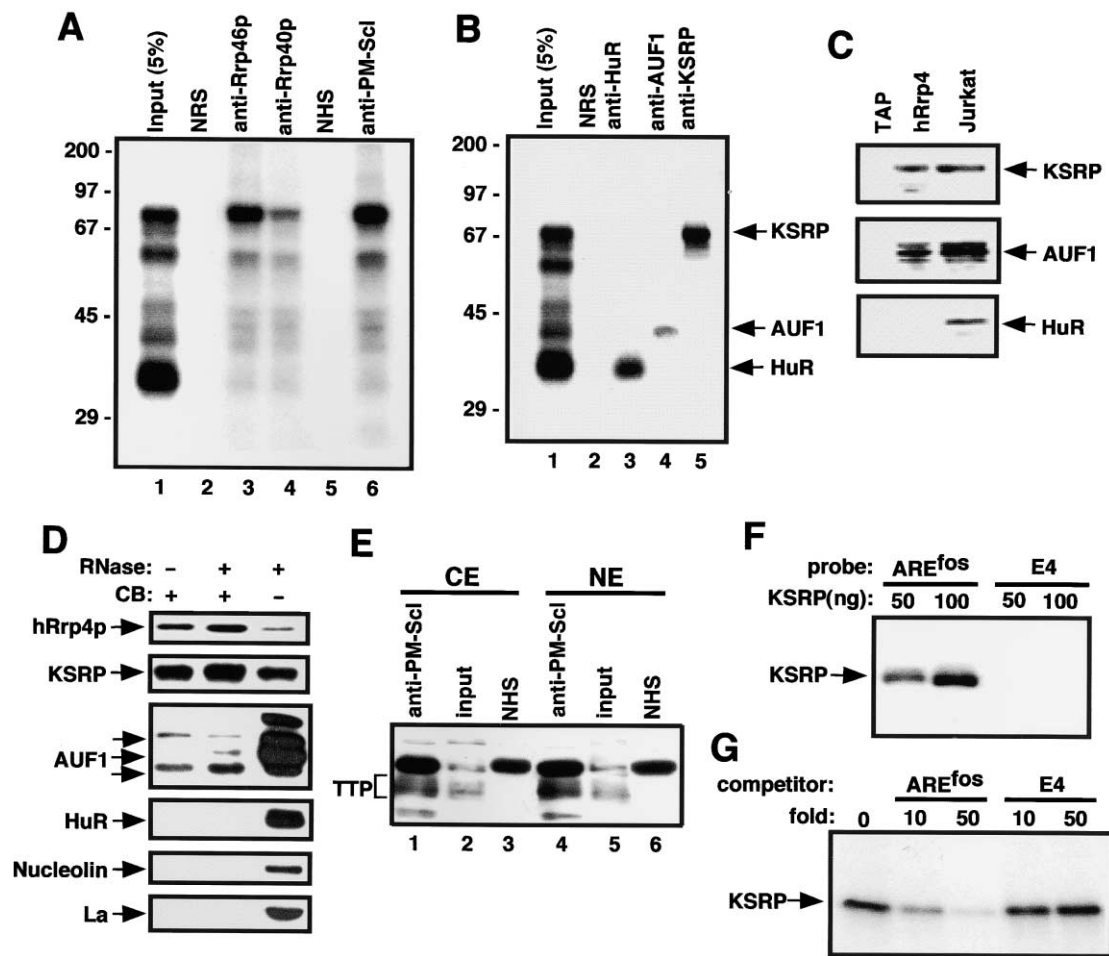 A
Input (5%)
NRS
anti-Rrp46p
anti-Rrp40p
NHS
anti-PM-Scl
200 -
97 -
67 -
45 -
29 -
1 2 3 4 5 6
B
Input (5%)
NRS
anti-HuR
anti-AUF1
anti-KSRP
200 -
97 -
67 -
45 -
29 -
KSRP
AUF1
HuR
1 2 3 4 5
C
TAP
hRrp4
Jurkat
KSRP
AUF1
HuR
D
RNase: – + +
CB: + + –
hRrp4p
KSRP
AUF1
HuR
Nucleolin
La
E
CE NE
anti-PM-Scl
input
NHS
anti-PM-Scl
input
NHS
TTP
1 2 3 4 5 6
F
probe: AREfos E4
KSRP(ng): 50 100 50 100
KSRP
G
competitor: AREfos E4
fold: 0 10 50 10 50
KSRP